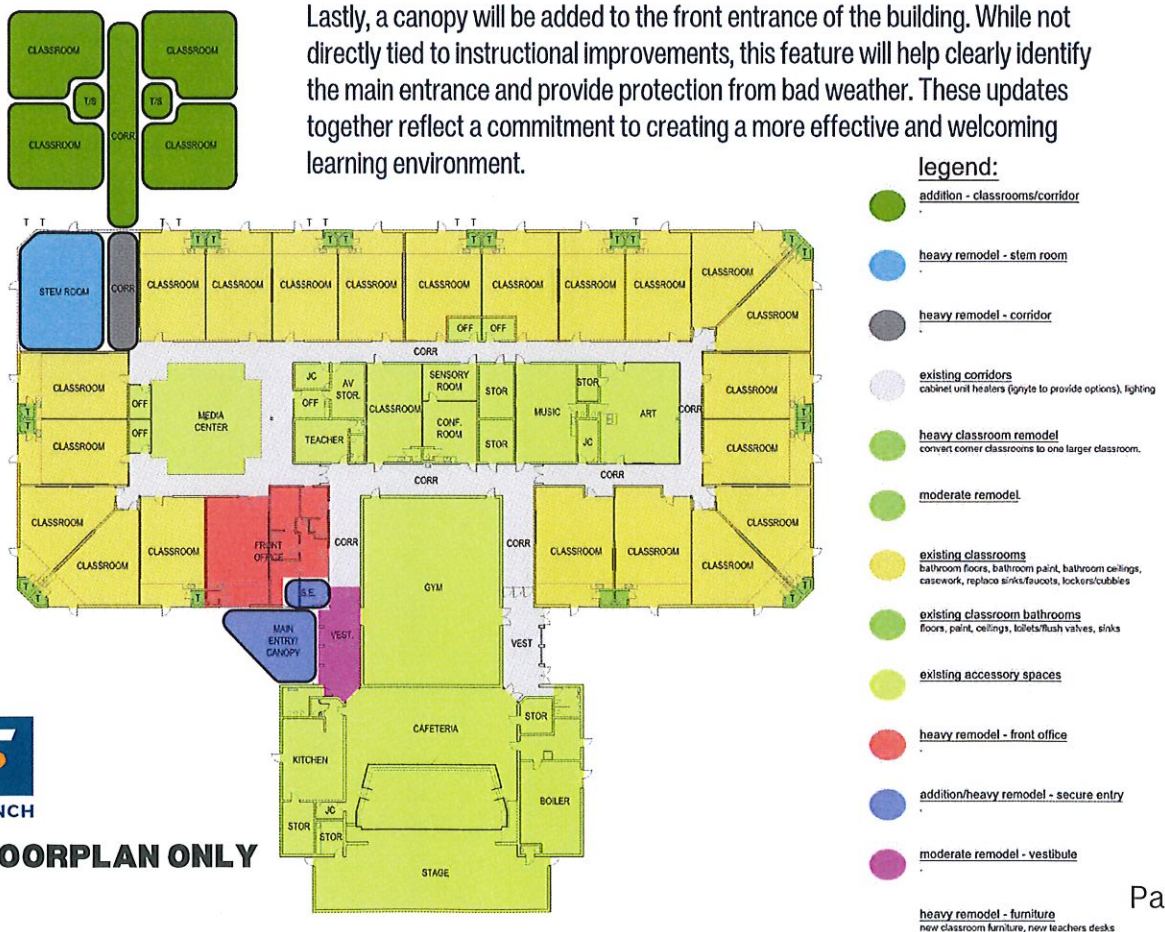 Lastly, a canopy will be added to the front entrance of the building. While not
directly tied to instructional improvements, this feature will help clearly identify
the main entrance and provide protection from bad weather. These updates
together reflect a commitment to creating a more effective and welcoming
learning environment.
CLASSROOM
CLASSROOM
T/S
T/S
CORR
CLASSROOM
CLASSROOM
T T
T T
T T
T T
T
STEM ROOM
CORR
CLASSROOM
CLASSROOM
CLASSROOM
CLASSROOM
CLASSROOM
CLASSROOM
CLASSROOM
CLASSROOM
CLASSROOM
CLASSROOM
OFF
OFF
CORR
CLASSROOM
CLASSROOM
OFF
OFF
MEDIA
CENTER
JC
OFF
AV
STOR.
TEACHER
CLASSROOM
SENSORY
ROOM
CONF.
ROOM
STOR
STOR
MUSIC
STOR
JC
ART
CORR
CLASSROOM
CLASSROOM
CORR
CORR
CLASSROOM
CLASSROOM
CLASSROOM
FRONT
OFFICE
CORR
GYM
CORR
CLASSROOM
CLASSROOM
CLASSROOM
CLASSROOM
S.E.
MAIN
ENTRY/
CANOPY
VEST.
VEST
CAFETERIA
STOR
KITCHEN
JC
STOR
STOR
BOILER
STAGE
NCH
OORPLAN ONLY
legend:
addition - classrooms/corridor
heavy remodel - stem room
heavy remodel - corridor
existing corridors
cabinet unit heaters (ignyte to provide options), lighting
heavy classroom remodel
convert corner classrooms to one larger classroom.
moderate remodel.
existing classrooms
bathroom floors, bathroom paint, bathroom ceilings,
casework, replace sinks/faucets, lockers/cubbies
existing classroom bathrooms
floors, paint, ceilings, toilets/flush valves, sinks
existing accessory spaces
heavy remodel - front office
addition/heavy remodel - secure entry
moderate remodel - vestibule
heavy remodel - furniture
new classroom furniture, new teachers desks
Pa